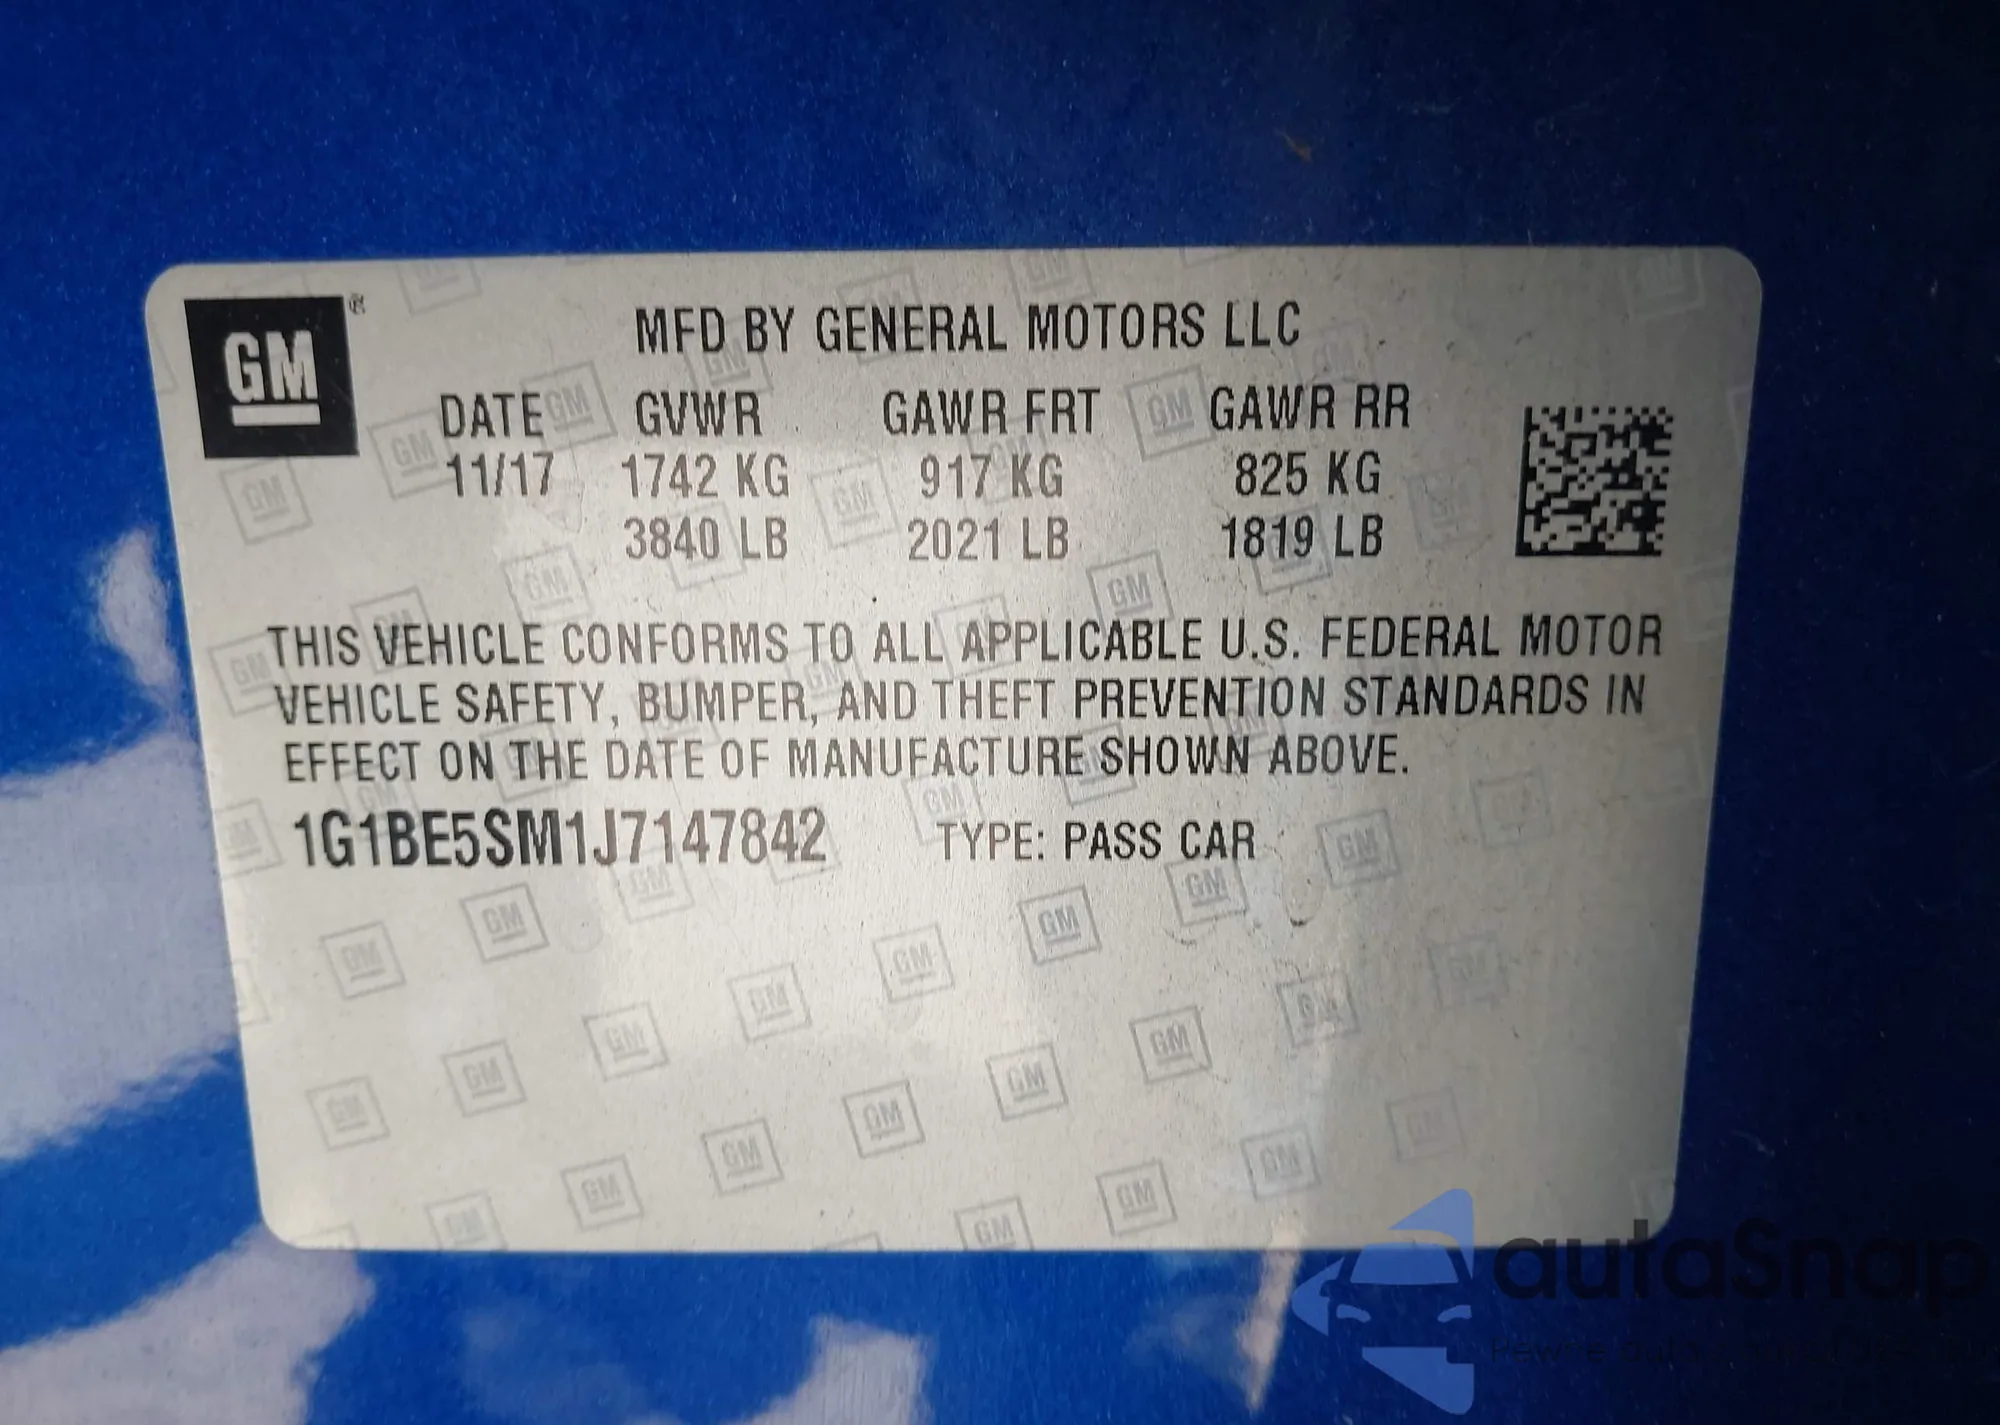 GM
MFD BY GENERAL MOTORS LLC
DATE GVWR GAWR FRT GAWR RR
11/17 1742 KG 917 KG 825 KG
3840 LB 2021 LB 1819 LB
THIS VEHICLE CONFORMS TO ALL APPLICABLE U.S. FEDERAL MOTOR
VEHICLE SAFETY, BUMPER, AND THEFT PREVENTION STANDARDS IN
EFFECT ON THE DATE OF MANUFACTURE SHOWN ABOVE.
1G1BE5SM1J7147842 TYPE: PASS CAR
autaSnap